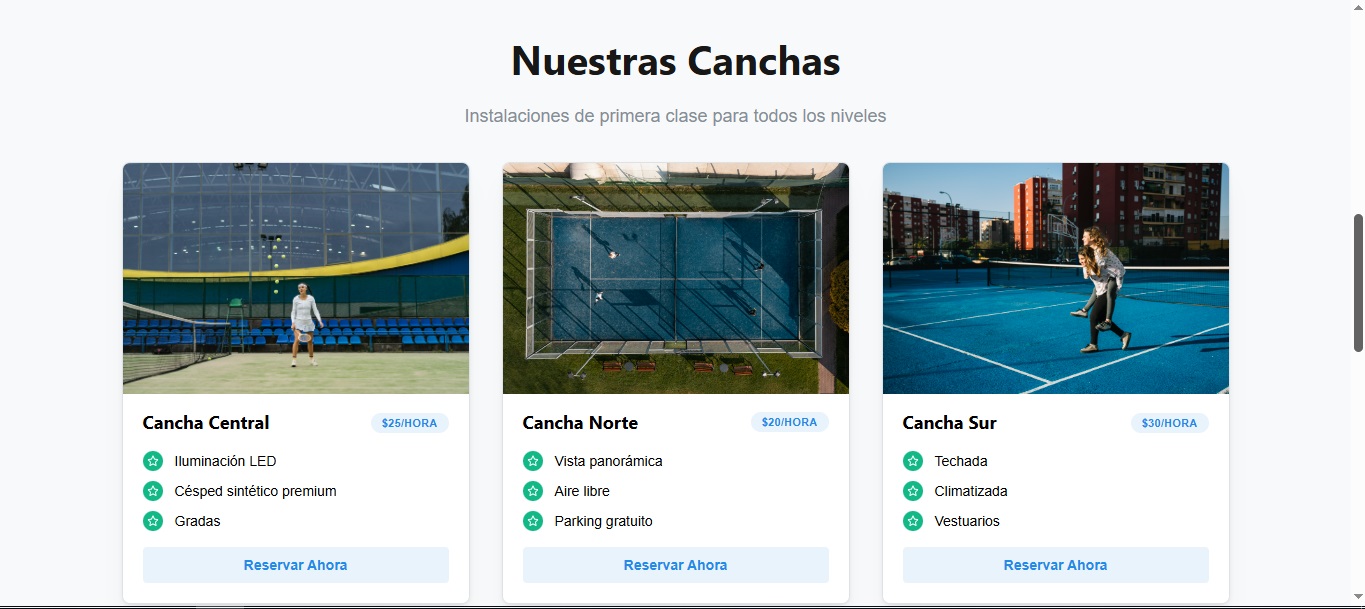 Nuestras Canchas
Instalaciones de primera clase para todos los niveles
Cancha Central
$25/HORA
Iluminación LED
Césped sintético premium
Gradas
Reservar Ahora
Cancha Norte
$20/HORA
Vista panorámica
Aire libre
Parking gratuito
Reservar Ahora
Cancha Sur
$30/HORA
Techada
Climatizada
Vestuarios
Reservar Ahora